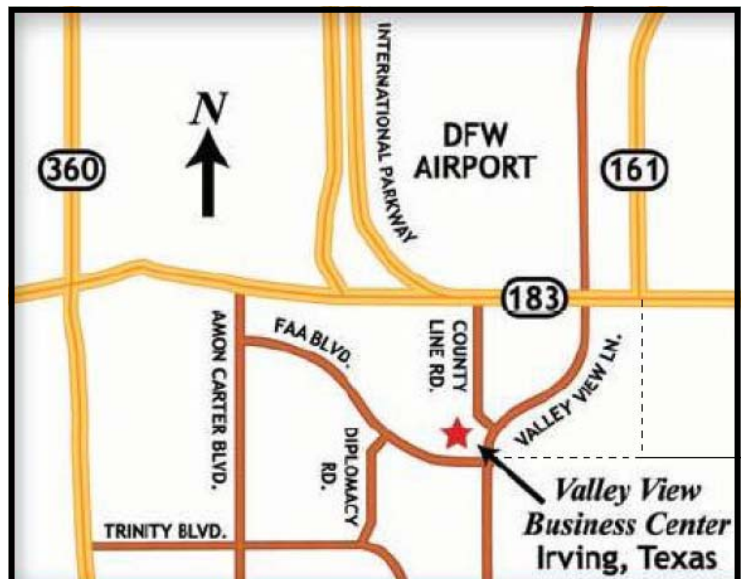 N
INTERNATIONAL PARKWAY
DFW
AIRPORT
360
161
183
AMON CARTER BLVD.
FAA BLVD.
COUNTY
LINE RD.
VALLEY VIEW LN.
DIPLOMACY
RD.
Valley View
Business Center
Irving, Texas
TRINITY BLVD.